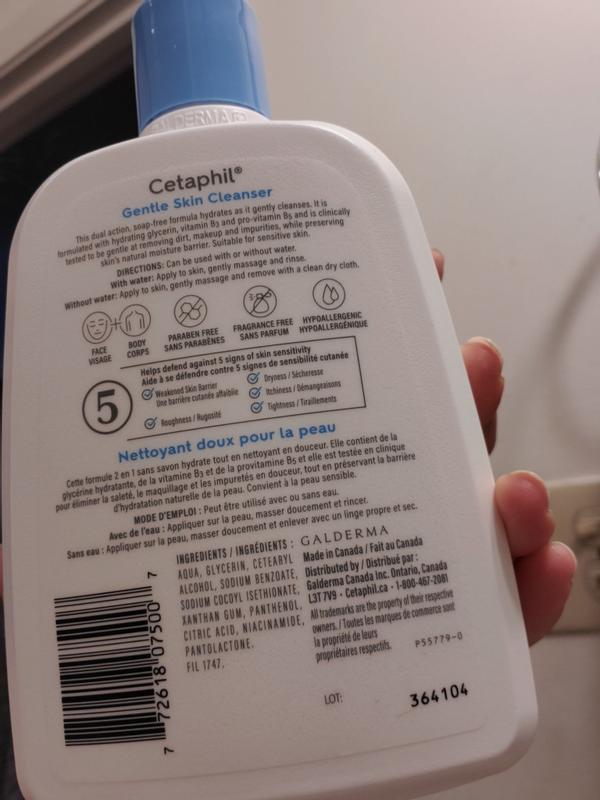 GALDERMA
Cetaphil®
Gentle Skin Cleanser
This dual action, soap-free formula hydrates as it gently cleanses. It is
formulated with hydrating glycerin, vitamin B5 and pro-vitamin B5 and is clinically
tested to be gentle at removing dirt, makeup and impurities, while preserving
skin's natural moisture barrier. Suitable for sensitive skin.
DIRECTIONS: Can be used with or without water.
With water: Apply to skin, gently massage and rinse.
Without water: Apply to skin, gently massage and remove with a clean dry cloth.
FACE
VISAGE
BODY
CORPS
PARABEN FREE
SANS PARABÈNES
FRAGRANCE FREE
SANS PARFUM
HYPOALLERGENIC
HYPOALLERGÉNIQUE
5
Helps defend against 5 signs of skin sensitivity
Aide à se défendre contre 5 signes de sensibilité cutanée
Weakened Skin Barrier
Une barrière cutanée affaiblie
Roughness / Rugosité
Dryness / Sécheresse
Itchiness / Démangeaisons
Tightness / Tiraillements
Nettoyant doux pour la peau
Cette formule 2 en 1 sans savon hydrate tout en nettoyant en douceur. Elle contient de la
glycérine hydratante, de la vitamine B5 et de la provitamine B5 et elle est testée en clinique
pour éliminer la saleté, le maquillage et les impuretés en douceur, tout en préservant la barrière
d'hydratation naturelle de la peau. Convient à la peau sensible.
MODE D'EMPLOI : Peut être utilisé avec ou sans eau.
Avec de l'eau : Appliquer sur la peau, masser doucement et rincer.
Sans eau : Appliquer sur la peau, masser doucement et enlever avec un linge propre et sec.
INGREDIENTS / INGRÉDIENTS :
AQUA, GLYCERIN, CETEARYL
ALCOHOL, SODIUM BENZOATE,
SODIUM COCOYL ISETHIONATE,
XANTHAN GUM, PANTHENOL,
CITRIC ACID, NIACINAMIDE,
PANTOLACTONE.
FIL 1747.
GALDERMA
Made in Canada / Fait au Canada
Distributed by / Distribué par :
Galderma Canada Inc. Ontario, Canada
L3T 7V9 • Cetaphil.ca • 1-800-467-2081
All trademarks are the property of their respective
owners. / Toutes les marques de commerce sont
la propriété de leurs
propriétaires respectifs.
P55779-0
7 72618 07500 7
LOT:
364104